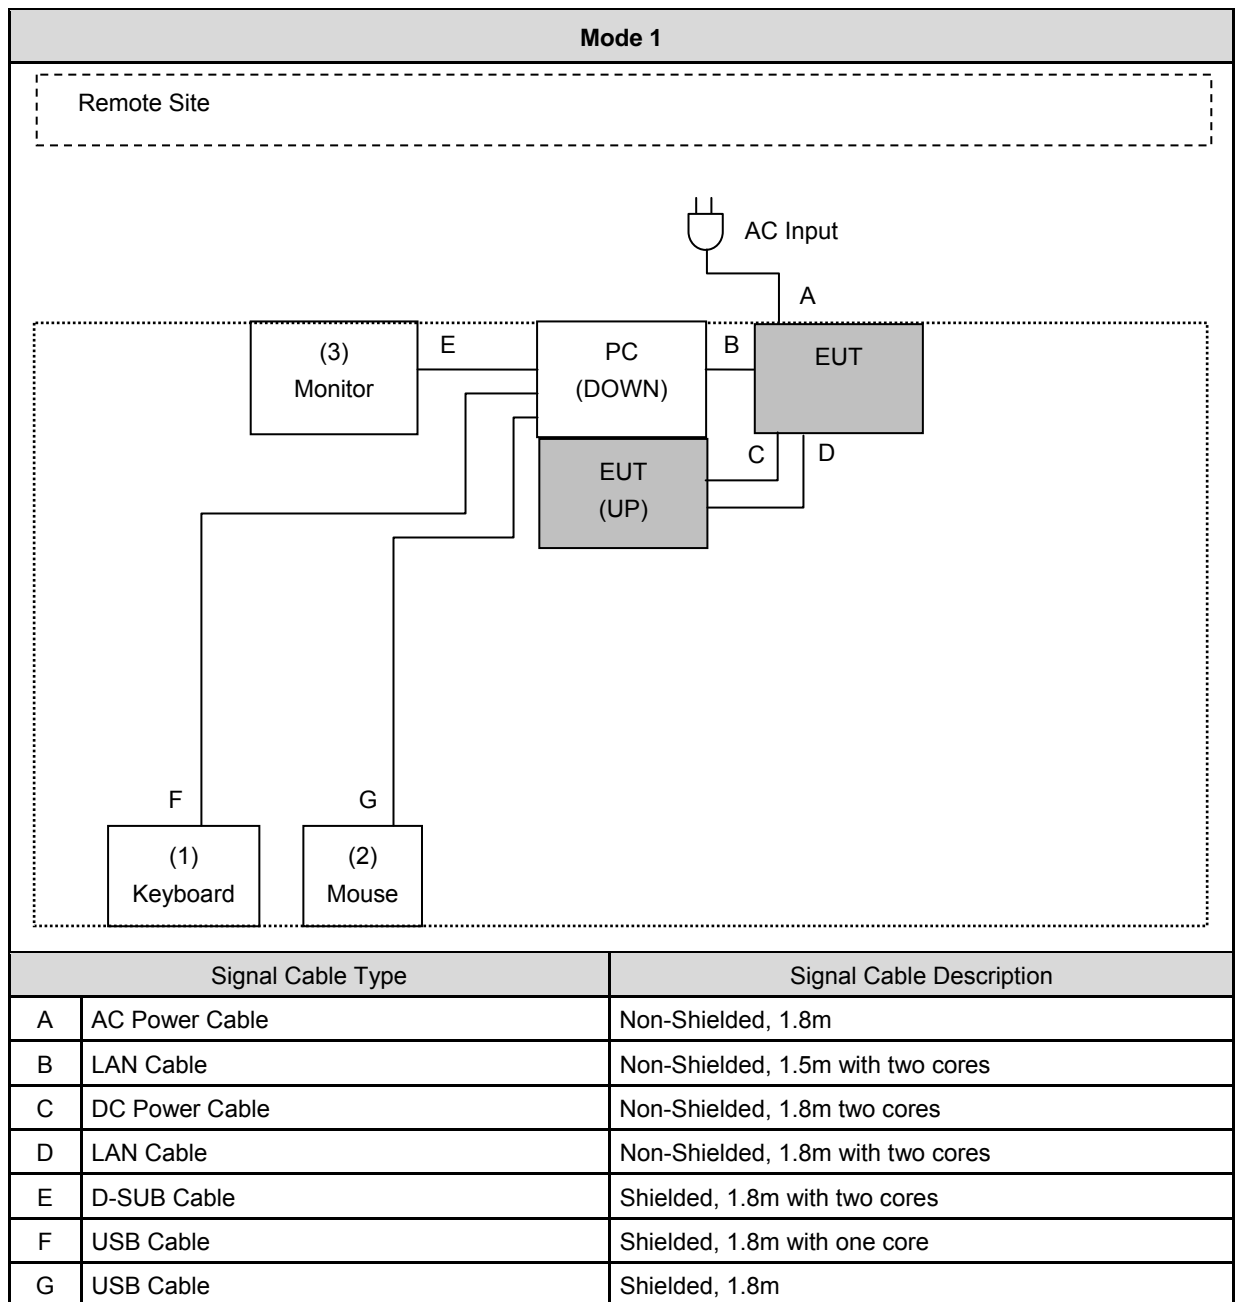 Mode 1
Remote Site
AC Input
A
(3)
Monitor
E
PC
(DOWN)
B
EUT
C
D
EUT
(UP)
F
G
(1)
Keyboard
(2)
Mouse
Signal Cable Type Signal Cable Description
A AC Power Cable Non-Shielded, 1.8m
B LAN Cable Non-Shielded, 1.5m with two cores
C DC Power Cable Non-Shielded, 1.8m two cores
D LAN Cable Non-Shielded, 1.8m with two cores
E D-SUB Cable Shielded, 1.8m with two cores
F USB Cable Shielded, 1.8m with one core
G USB Cable Shielded, 1.8m